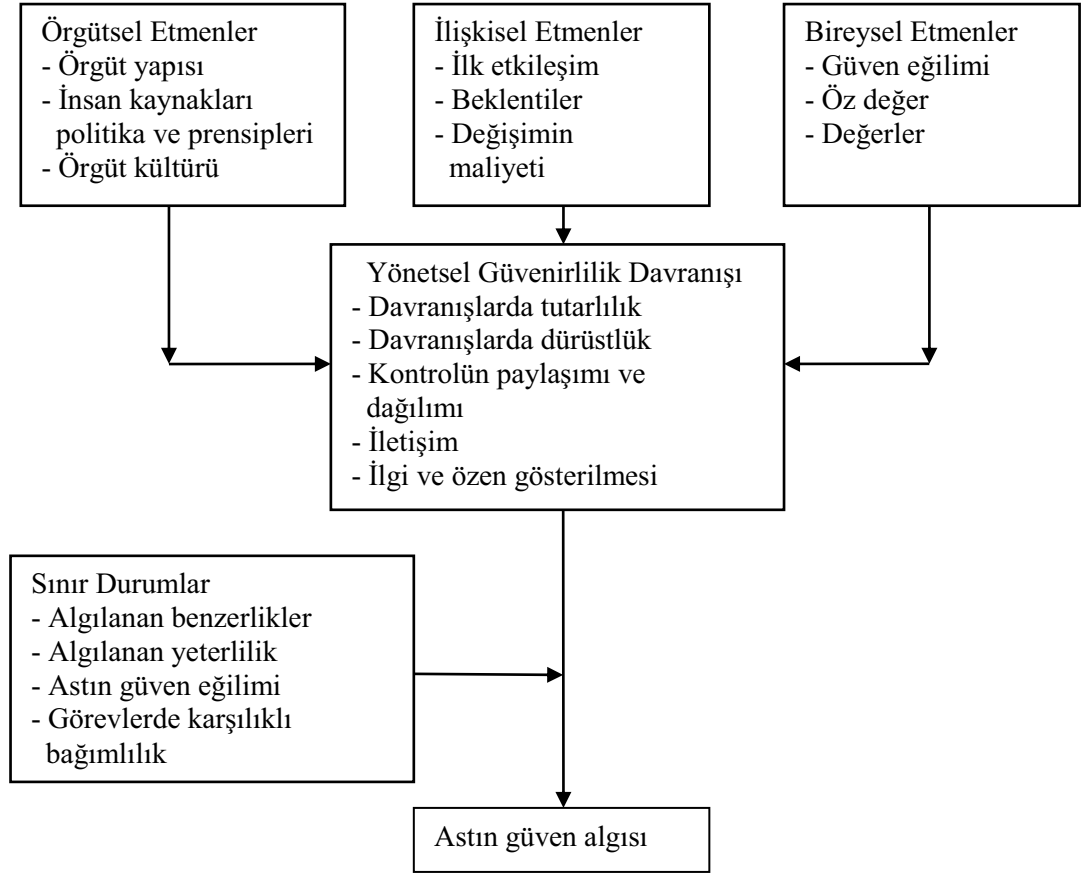 Örgütsel Etmenler
- Örgüt yapısı
- İnsan kaynakları
politika ve prensipleri
- Örgüt kültürü
İlişkisel Etmenler
- İlk etkileşim
- Beklentiler
- Değişimin
maliyeti
Bireysel Etmenler
- Güven eğilimi
- Öz değer
- Değerler
Yönetsel Güvenirlilik Davranışı
- Davranışlarda tutarlılık
- Davranışlarda dürüstlük
- Kontrolün paylaşımı ve
dağılımı
- İletişim
- İlgi ve özen gösterilmesi
Sınır Durumlar
- Algılanan benzerlikler
- Algılanan yeterlilik
- Astın güven eğilimi
- Görevlerde karşılıklı
bağımlılık
Astın güven algısı